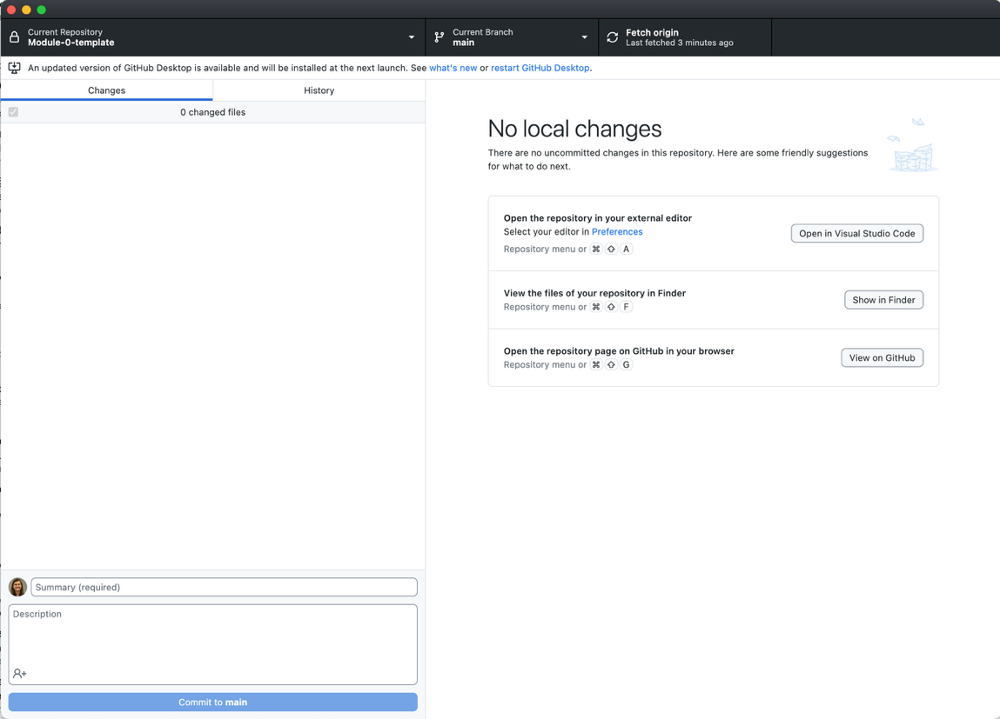 Current Repository
Module-0-template
Current Branch
main
Fetch origin
Last fetched 3 minutes ago
An updated version of GitHub Desktop is available and will be installed at the next launch. See what's new or restart GitHub Desktop.
Changes
History
0 changed files
No local changes
There are no uncommitted changes in this repository. Here are some friendly suggestions
for what to do next.
Open the repository in your external editor
Select your editor in Preferences
Repository menu or ⌘ ⇧ A
Open in Visual Studio Code
View the files of your repository in Finder
Repository menu or ⌘ ⇧ F
Show in Finder
Open the repository page on GitHub in your browser
Repository menu or ⌘ ⇧ G
View on GitHub
Summary (required)
Description
Commit to main